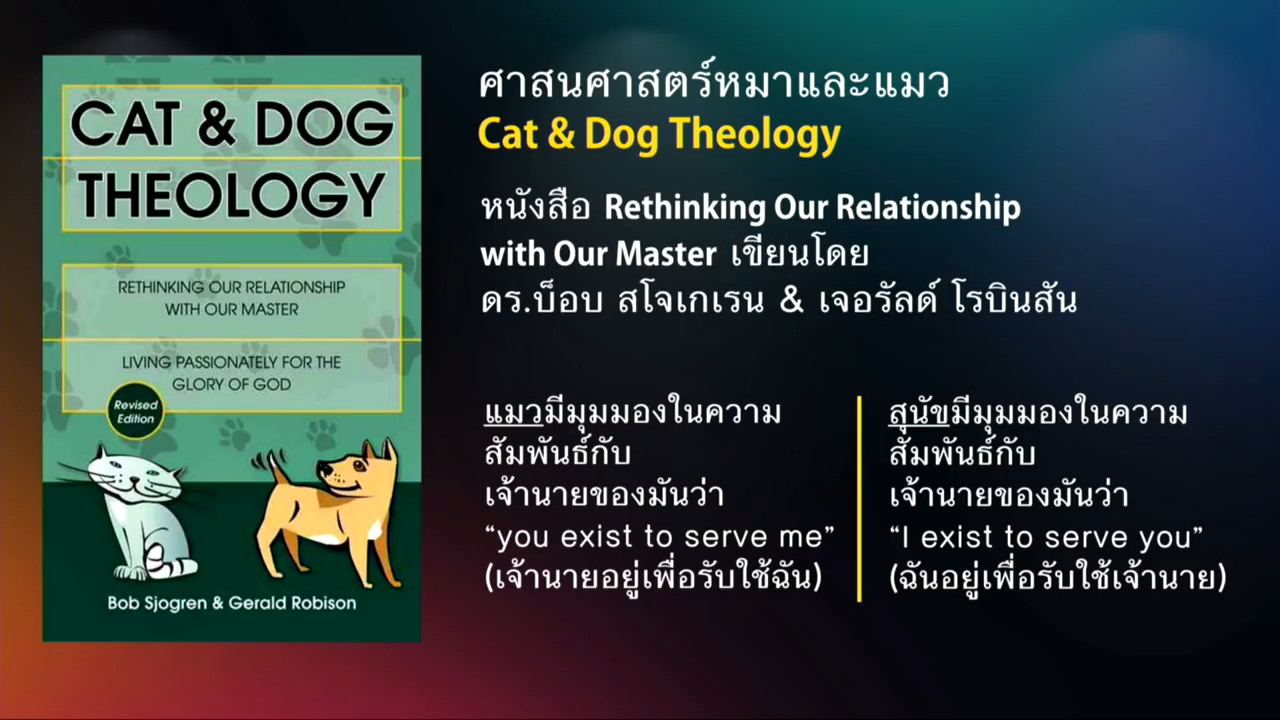 CAT & DOG
THEOLOGY
RETHINKING OUR RELATIONSHIP
WITH OUR MASTER
LIVING PASSIONATELY FOR THE
GLORY OF GOD
Revised
Edition
Bob Sjogren & Gerald Robison
ศาสนศาสตร์หมาและแมว
Cat & Dog Theology
หนังสือ Rethinking Our Relationship
with Our Master เขียนโดย
ดร.บ็อบ สโจเกเรน & เจอรัลด์ โรบินสัน
แมวมีมุมมองในความ
สัมพันธ์กับ
เจ้านายของมันว่า
“you exist to serve me”
(เจ้านายอยู่เพื่อรับใช้ฉัน)
สุนัขมีมุมมองในความ
สัมพันธ์กับ
เจ้านายของมันว่า
“I exist to serve you”
(ฉันอยู่เพื่อรับใช้เจ้านาย)